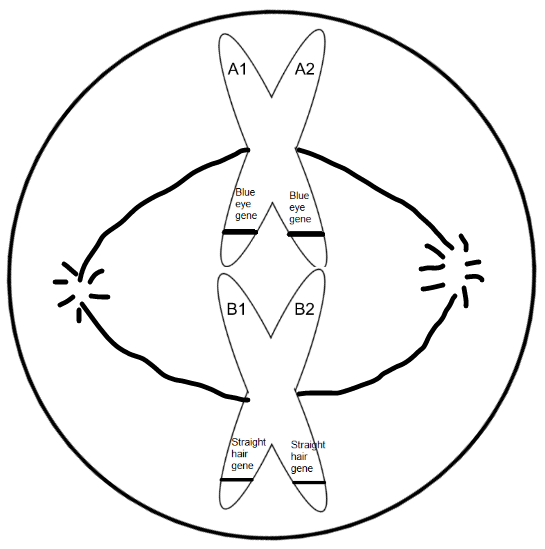 A1
A2
Blue
eye
gene
Blue
eye
gene
B1
B2
Straight
hair
gene
Straight
hair
gene